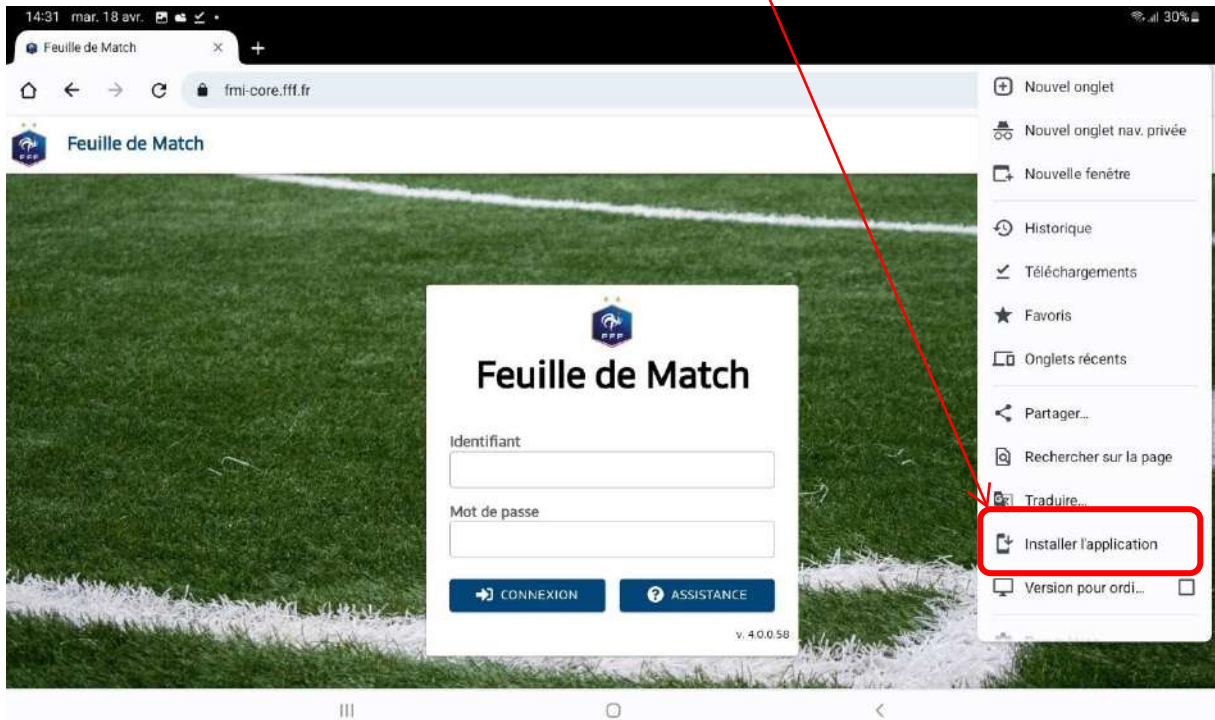 14:31 mar. 18 avr.
30%
Feuille de Match
fmi-core.fff.fr
Feuille de Match
FFF
FFF
Feuille de Match
Identifiant
Mot de passe
CONNEXION
ASSISTANCE
v. 4.0.0.58
Nouvel onglet
Nouvel onglet nav. privée
Nouvelle fenêtre
Historique
Téléchargements
Favoris
Onglets récents
Partager...
Rechercher sur la page
Traduire...
Installer l'application
Version pour ordi...